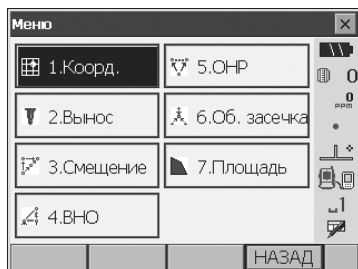 Меню
1.Коорд.
5.ОНР
2.Вынос
6.Об. засечка
3.Смещение
7.Площадь
4.ВНО
0
0
PPM
1
НАЗАД